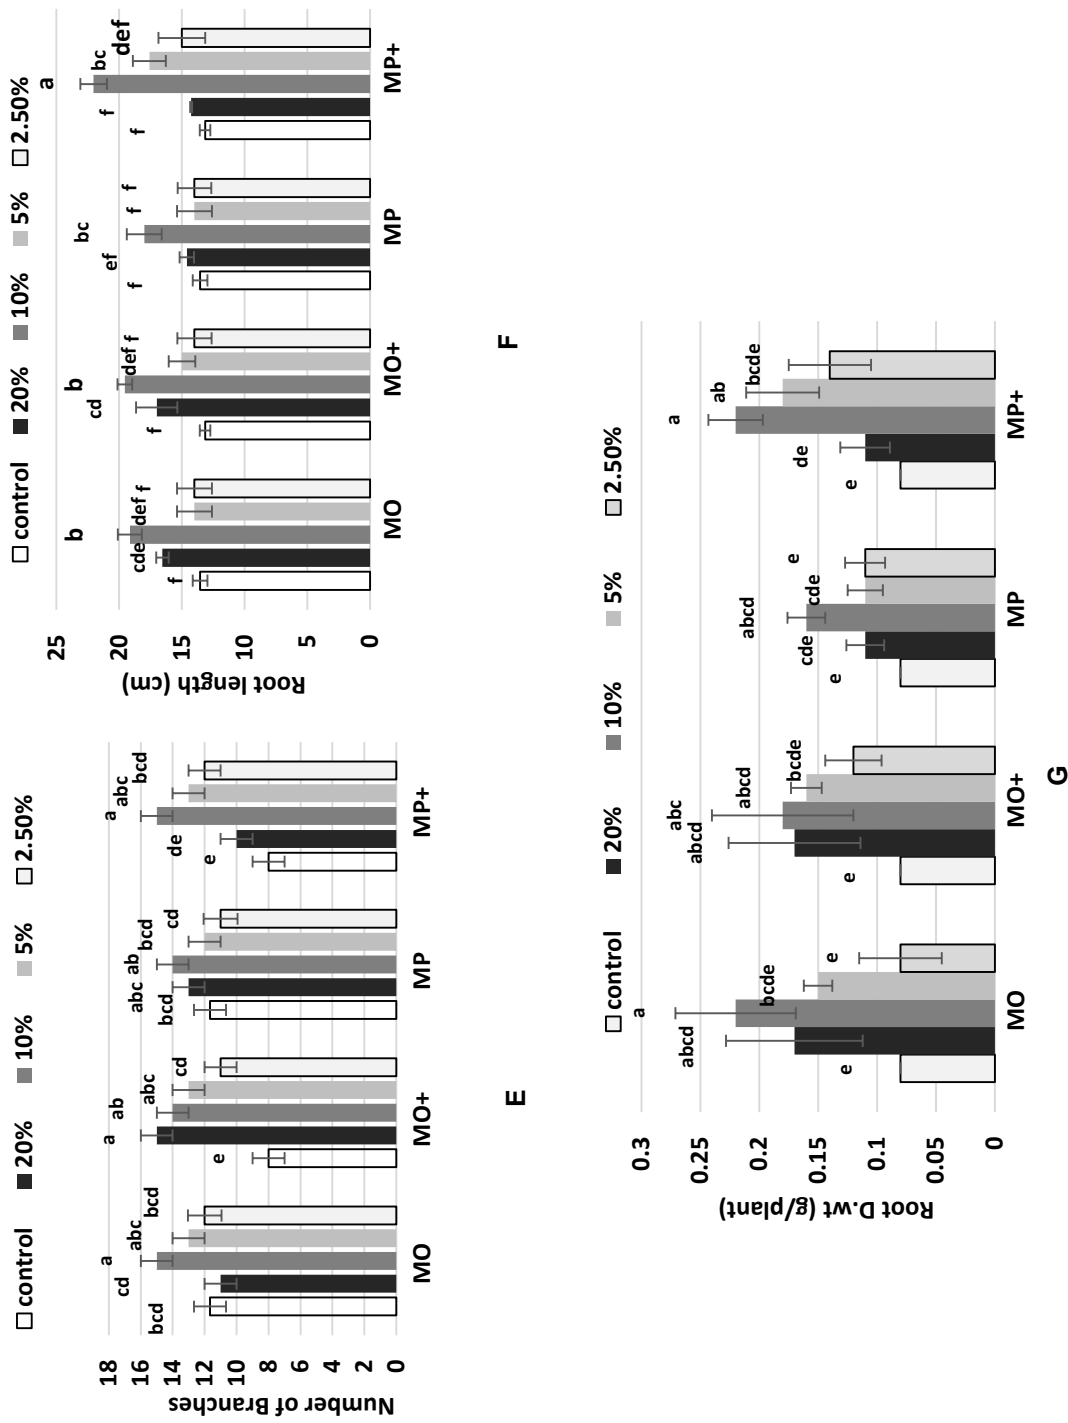 control 20% 10% 5% 2.50%
18
16
14
12
10
8
6
4
2
0
Number of Branches
bcd cd a abc bcd
e a ab abc cd
bcd abc ab bcd cd
e de a abc bcd
MO MO+ MP MP+
E
control 20% 10% 5% 2.50%
25
20
15
10
5
0
Root length (cm)
f cde b def f
f cd b def f
f ef bc f f
f f a bc def
MO MO+ MP MP+
F
control 20% 10% 5% 2.50%
0.3
0.25
0.2
0.15
0.1
0.05
0
Root D.wt (g/plant)
e abcd a bcde e
e abcd abc abcd bcde
e cde abcd cde e
e de a ab bcde
MO MO+ MP MP+
G